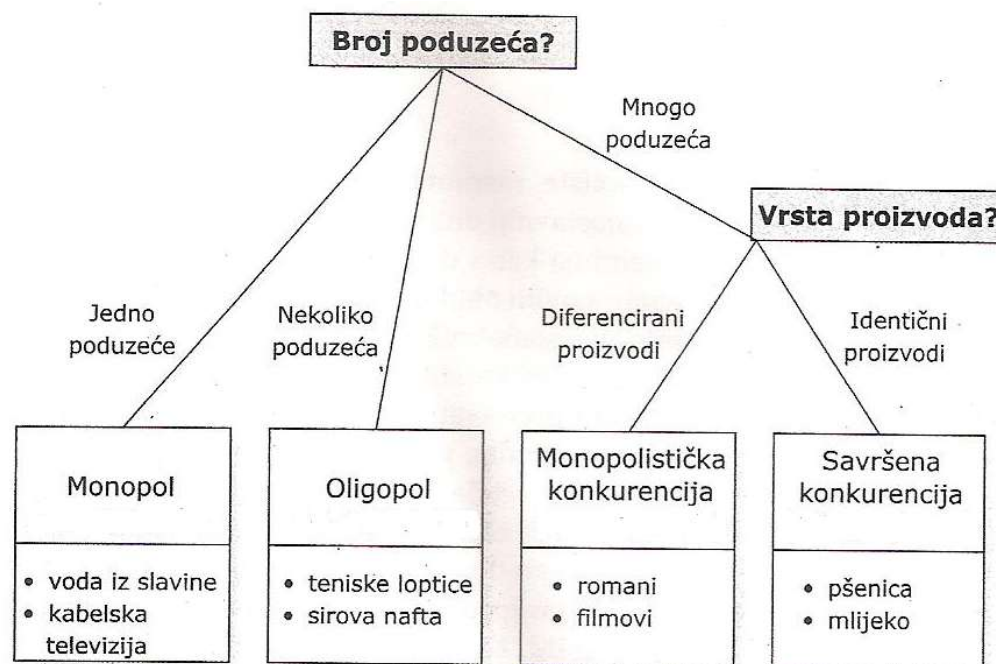 Broj poduzeća?
Mnogo
poduzeća
Vrsta proizvoda?
Jedno
poduzeće
Nekoliko
poduzeća
Diferencirani
proizvodi
Identični
proizvodi
Monopol
Oligopol
Monopolistička
konkurencija
Savršena
konkurencija
• voda iz slavine
• kabelska
televizija
• teniske loptice
• sirova nafta
• romani
• filmovi
• pšenica
• mlijeko